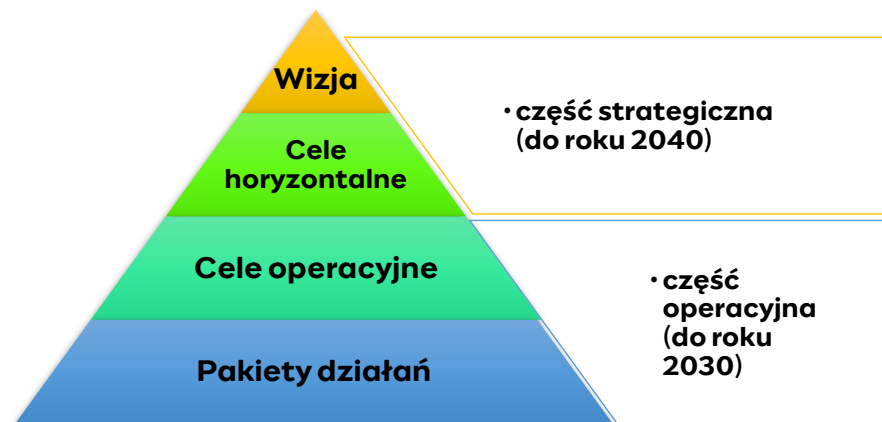 Wizja
Cele
horyzontalne
Cele operacyjne
Pakiety działań
• część strategiczna
(do roku 2040)
• część
operacyjna
(do roku
2030)